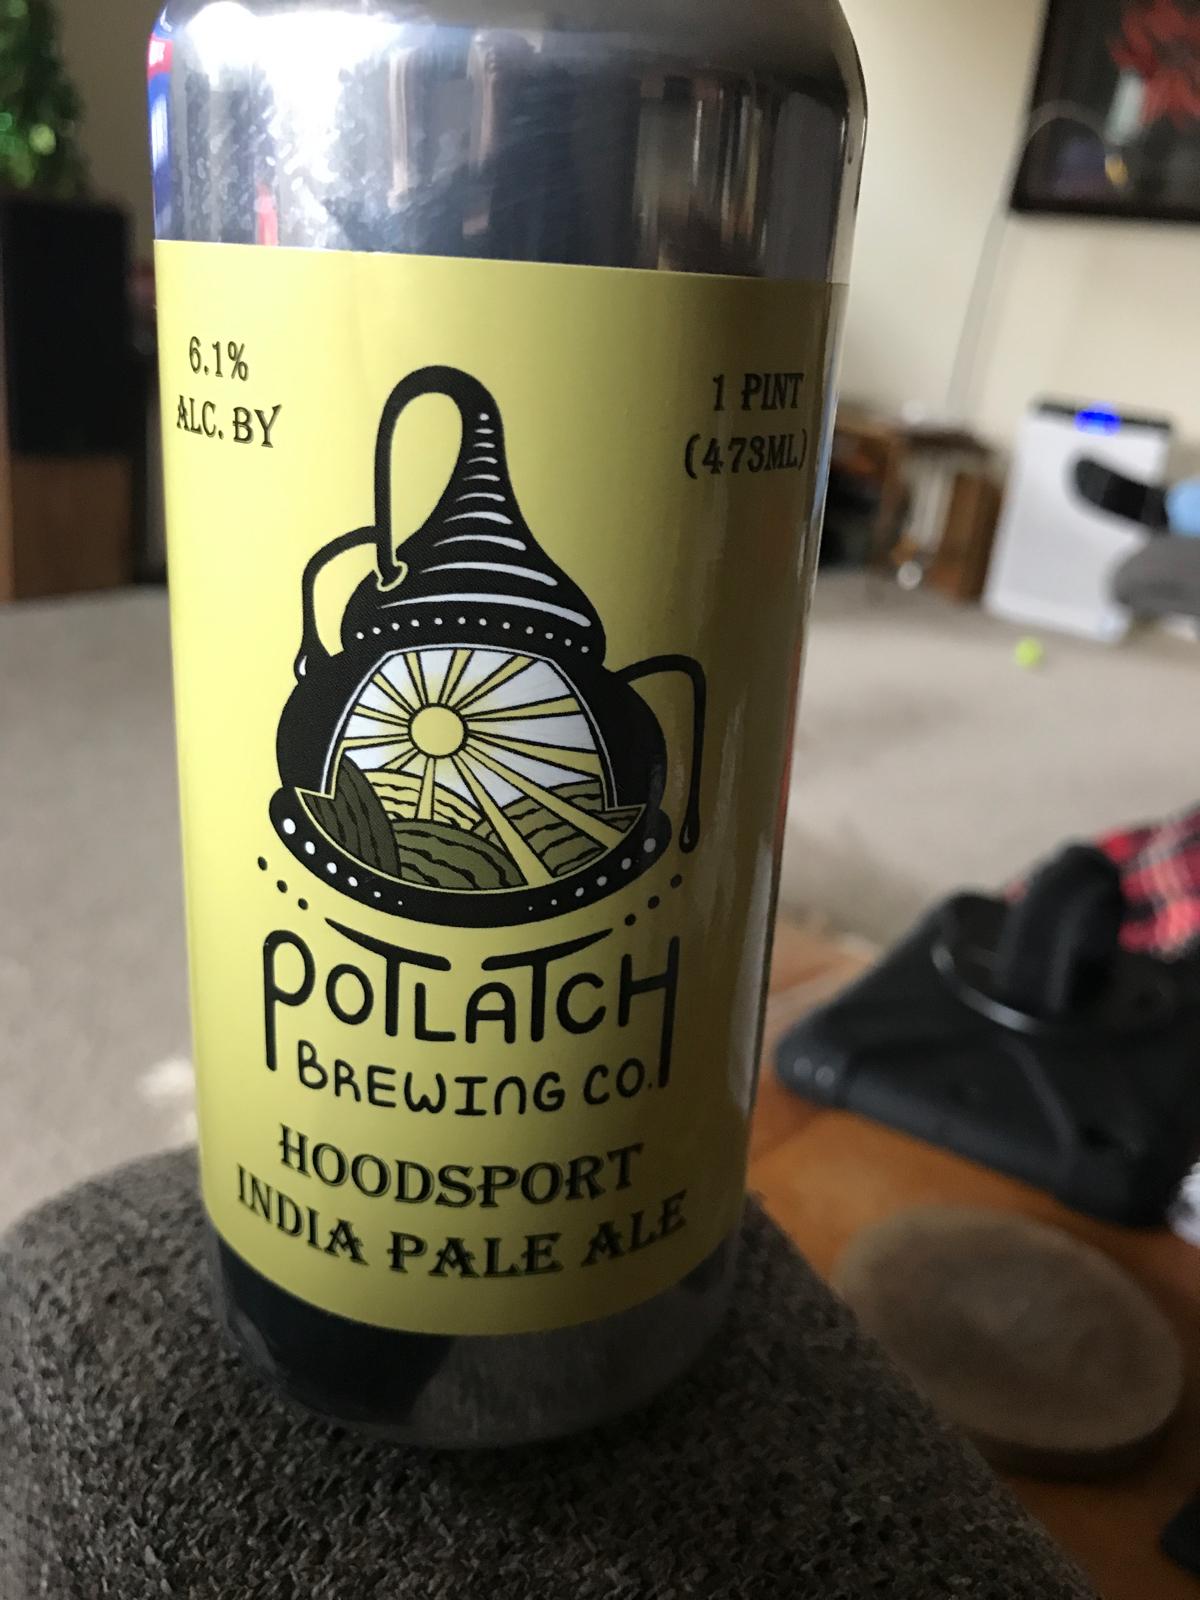 6.1%
ALC. BY
1 PINT
(473ML)
POTLATCH
BREWING CO.
HOODSPORT
INDIA PALE ALE